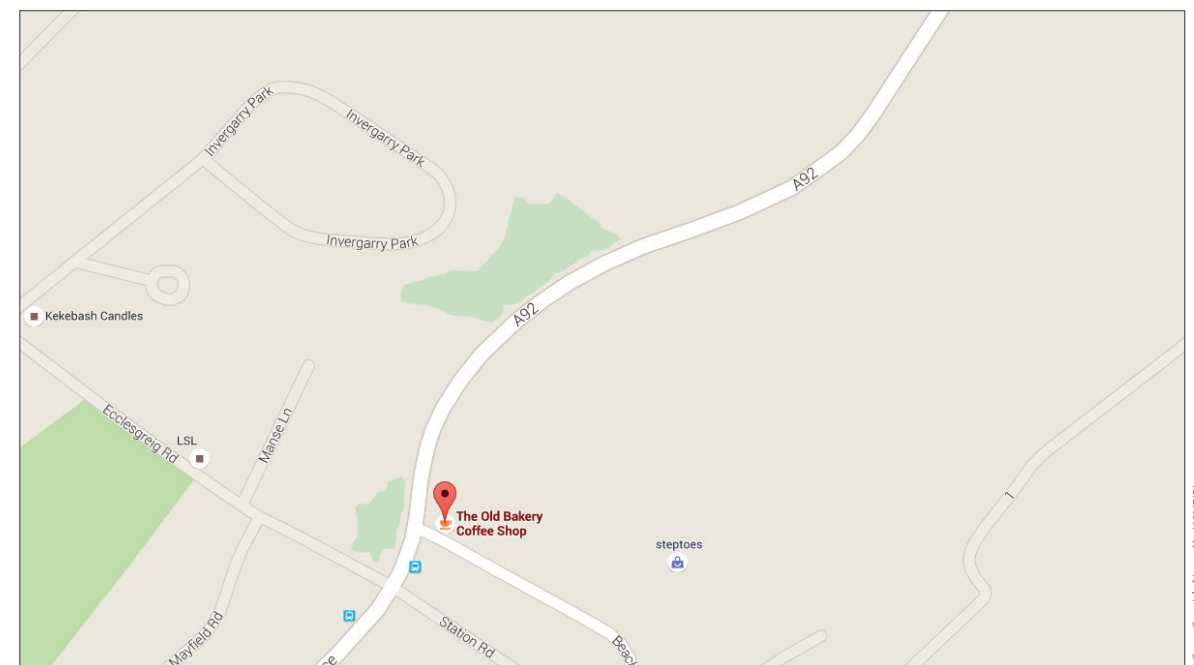 Invergarry Park
Invergarry Park
A92
Invergarry Park
A92
Kekebash Candles
Ecclesgreig Rd
Manse Ln
LSL
The Old Bakery
Coffee Shop
steptoes
Mayfield Rd
Station Rd